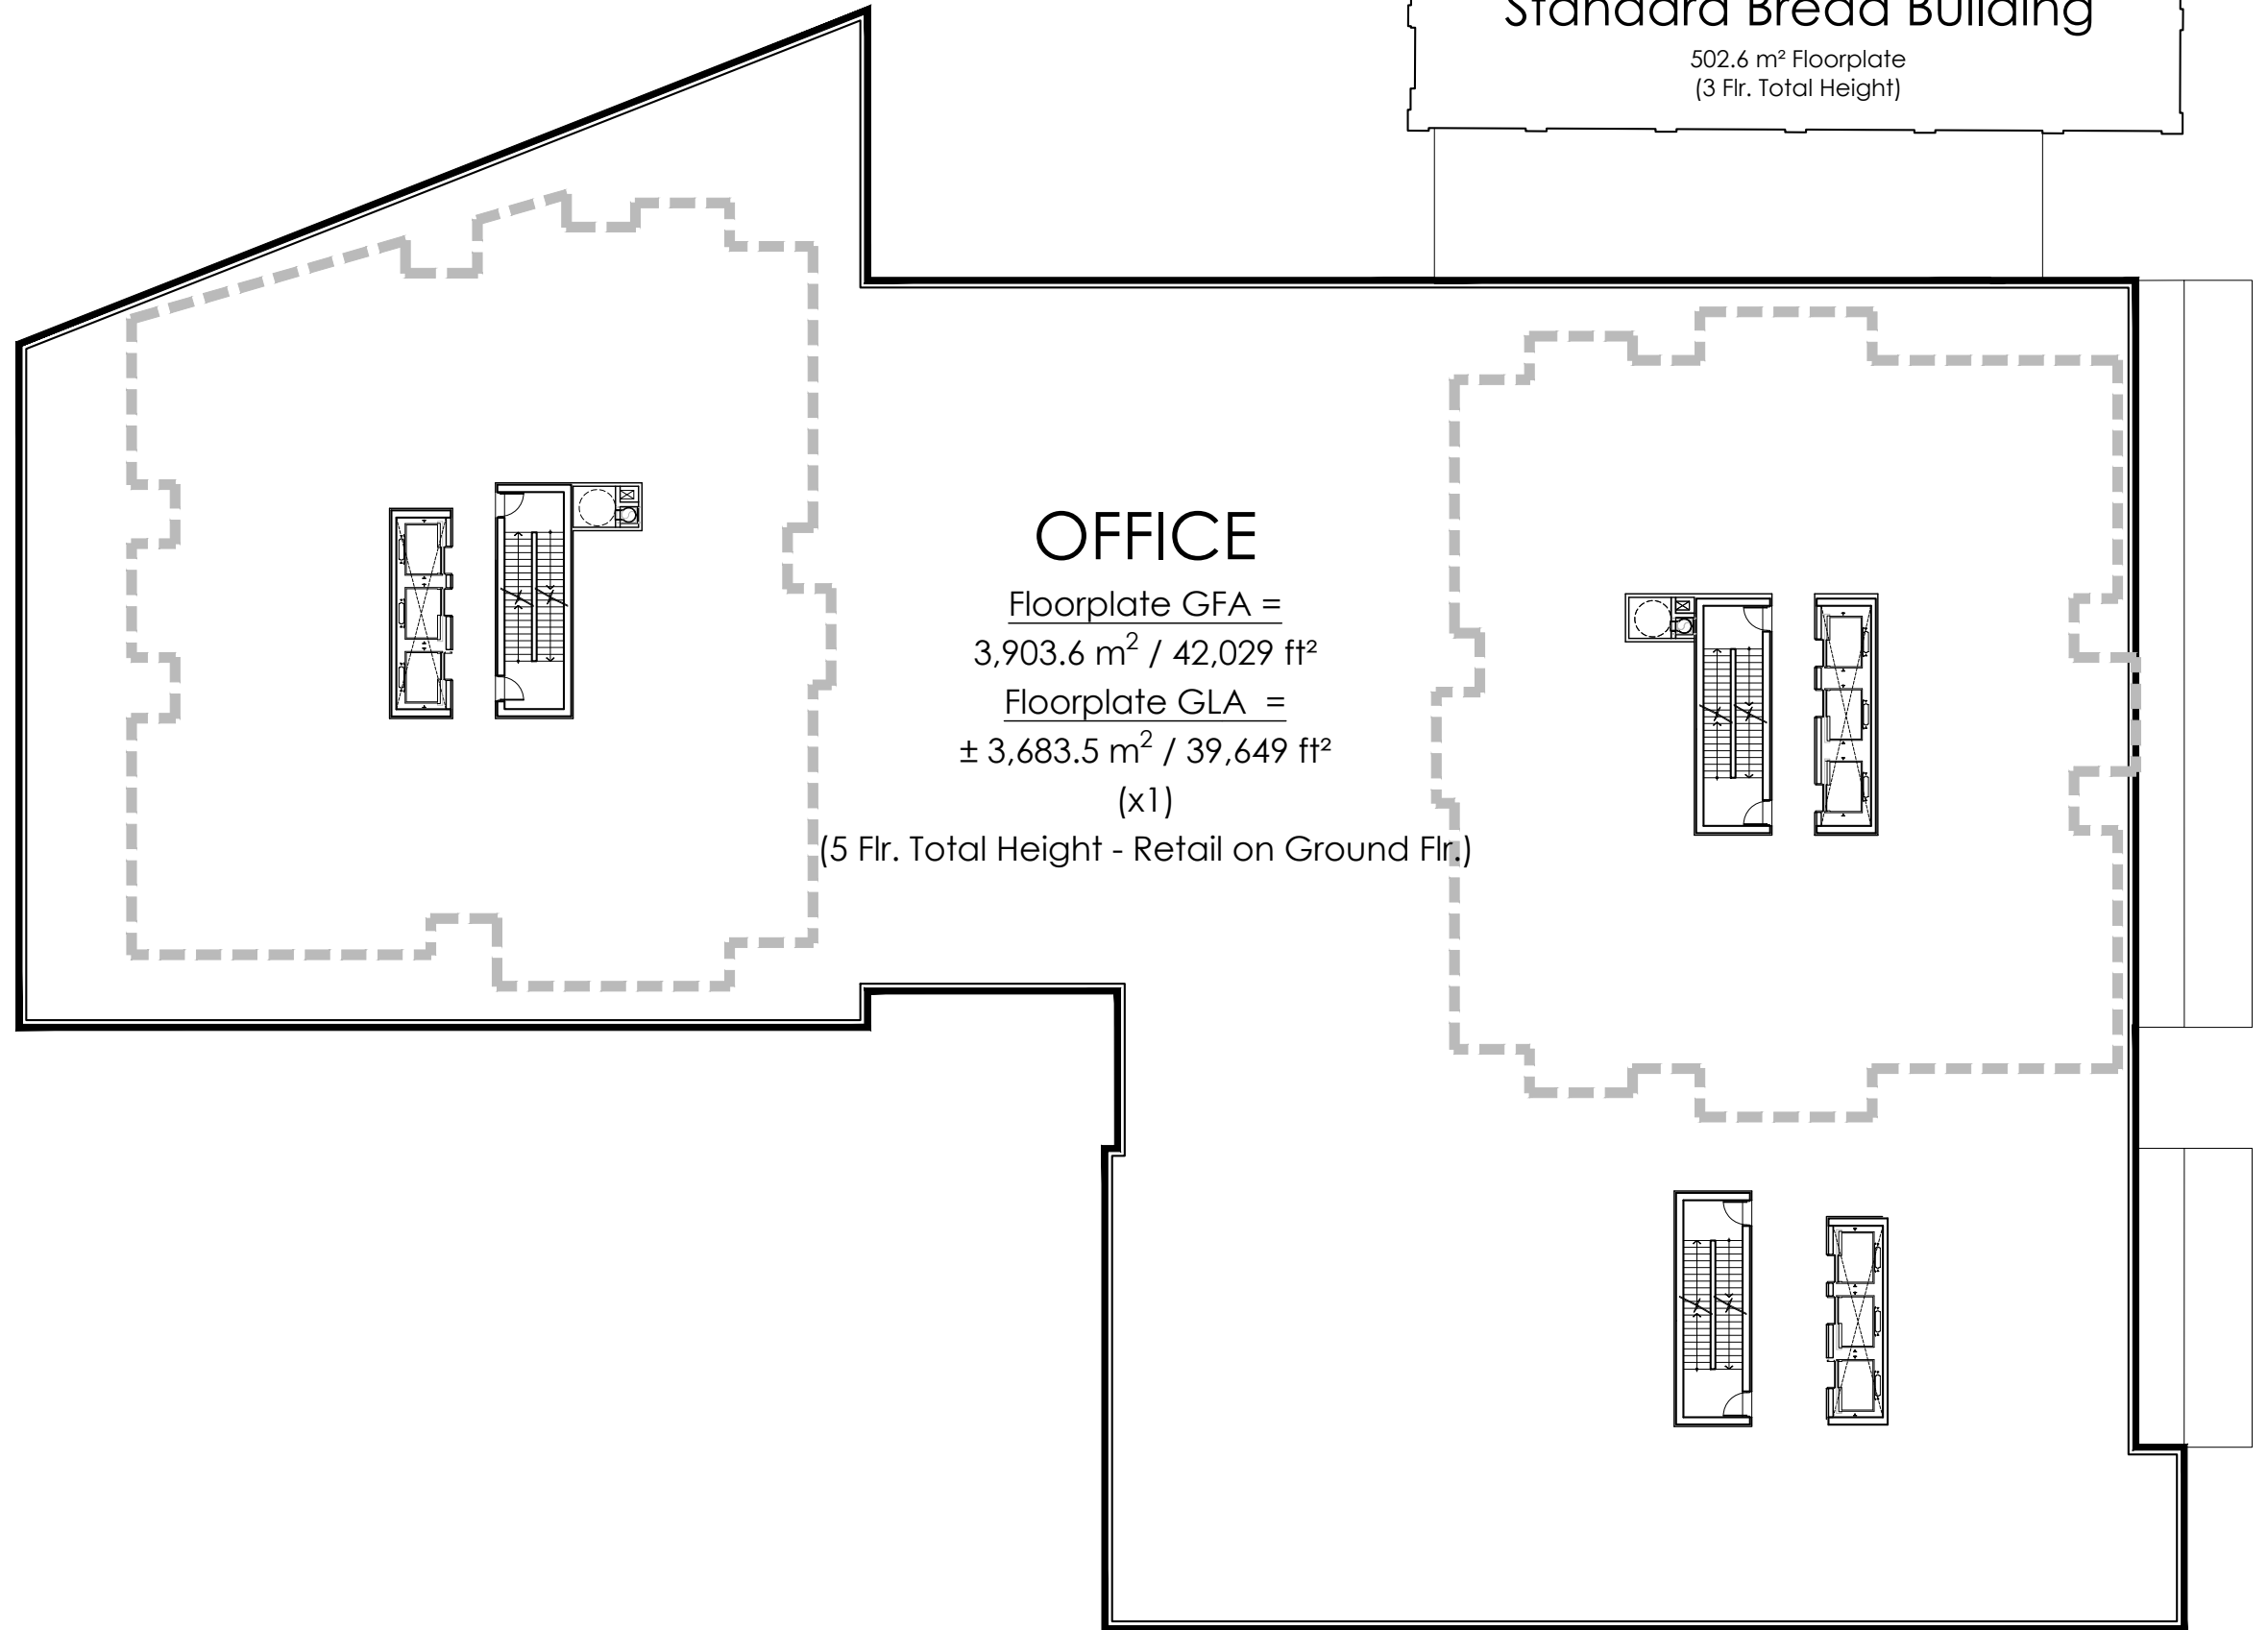 Standard Bread Building
502.6 m² Floorplate
(3 Flr. Total Height)
OFFICE
Floorplate GFA =
3,903.6 m² / 42,029 ft²
Floorplate GLA =
± 3,683.5 m² / 39,649 ft²
(x1)
(5 Flr. Total Height - Retail on Ground Flr.)